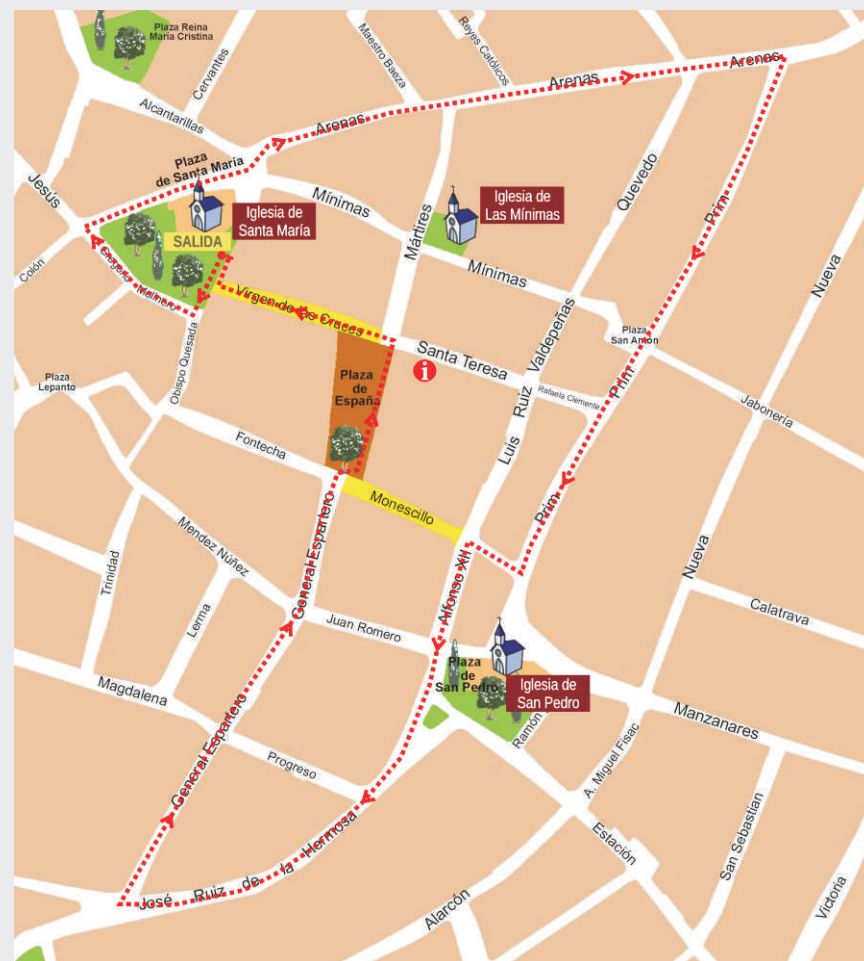 Plaza Reina
María Cristina
Cervantes
Maestro Baeza
Reyes Católicos
Arenas
Arenas
Arenas
Alcantarillas
Plaza
de Santa María
Jesús
Colón
Iglesia de
Santa María
SALIDA
Gregorio Molinero
Mínimas
Mártires
Iglesia de
Las Mínimas
Quevedo
Prim
Nueva
Mínimas
Virgen de las Cruces
Obispo Quesada
Plaza
Lepanto
Plaza
de
España
Santa Teresa
i
Luis Ruiz Valdepeñas
Rafaela Clemente
Plaza
San Antón
Prim
Jabonería
Fontecha
Monescillo
Prim
General Espartero
Alfonso XII
Nueva
Calatrava
Mendez Núñez
Trinidad
Lerma
Juan Romero
Plaza
de
San Pedro
Iglesia de
San Pedro
Ramón
Magdalena
General Espartero
Progreso
A. Miguel Fisac
Manzanares
San Sebastian
Estación
José Ruiz de la Hermosa
Alarcón
Victoria